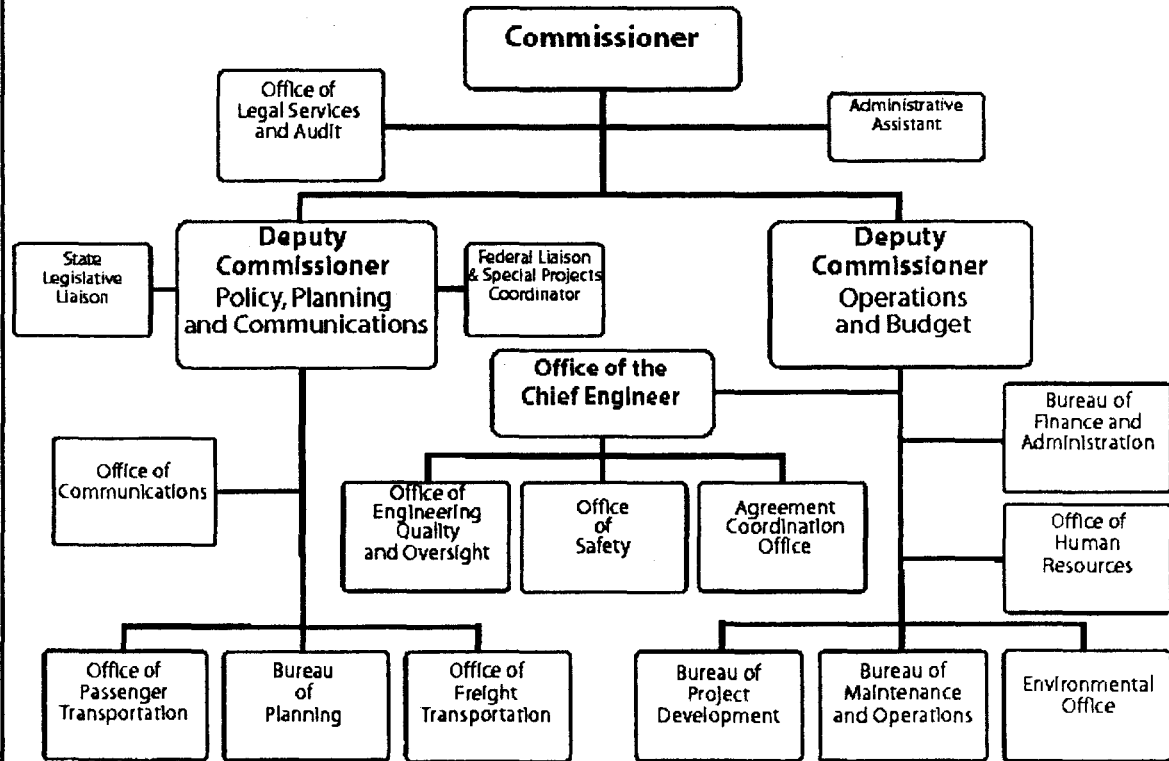 Commissioner
Office of
Legal Services
and Audit
Administrative
Assistant
Deputy
Commissioner
Policy, Planning
and Communications
Deputy
Commissioner
Operations
and Budget
State
Legislative
Liaison
Federal Liaison
& Special Projects
Coordinator
Office of the
Chief Engineer
Bureau of
Finance and
Administration
Office of
Communications
Office of
Engineering
Quality
and Oversight
Office
of
Safety
Agreement
Coordination
Office
Office of
Human
Resources
Office of
Passenger
Transportation
Bureau
of
Planning
Office of
Freight
Transportation
Bureau of
Project
Development
Bureau of
Maintenance
and Operations
Environmental
Office